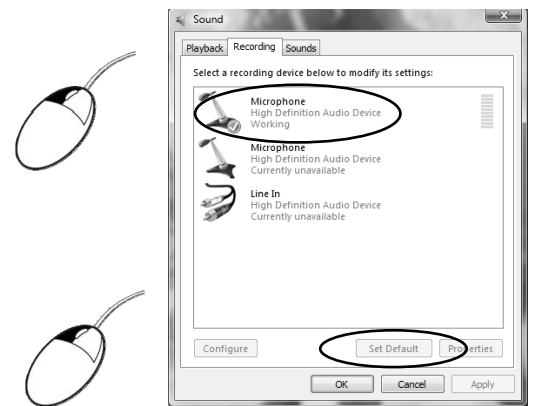 Sound
Playback Recording Sounds
Select a recording device below to modify its settings:
Microphone
High Definition Audio Device
Working
Microphone
High Definition Audio Device
Currently unavailable
Line In
High Definition Audio Device
Currently unavailable
Configure Set Default Properties
OK Cancel Apply